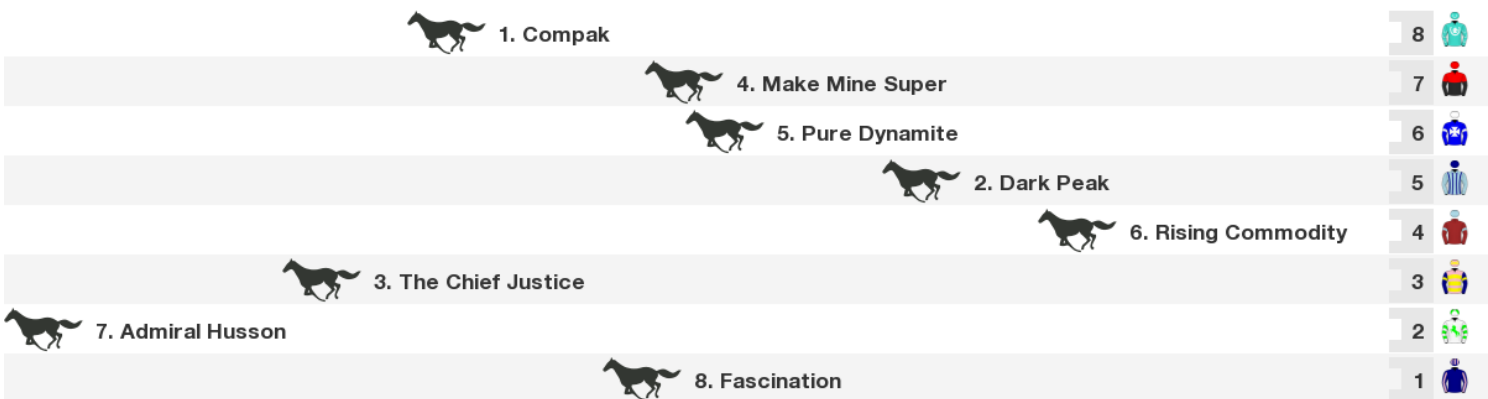 1. Compak 8
4. Make Mine Super 7
5. Pure Dynamite 6
2. Dark Peak 5
6. Rising Commodity 4
3. The Chief Justice 3
7. Admiral Husson 2
8. Fascination 1